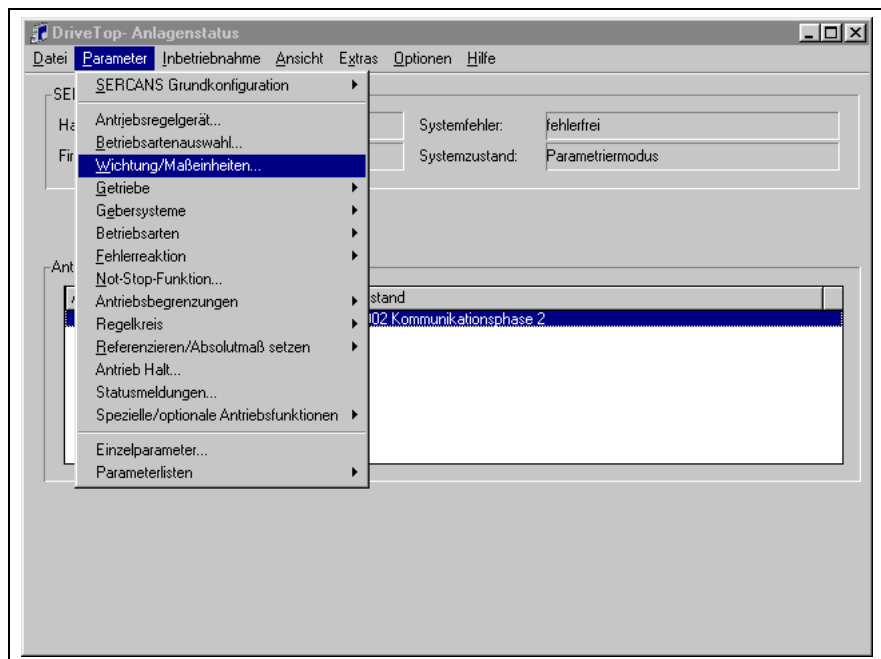 DriveTop- Anlagenstatus
Datei Parameter Inbetriebnahme Ansicht Extras Optionen Hilfe
SERCANS Grundkonfiguration
Antriebsregelgerät...
Betriebsartenauswahl...
Wichtung/Maßeinheiten...
Getriebe
Gebersysteme
Betriebsarten
Fehlerreaktion
Not-Stop-Funktion...
Antriebsbegrenzungen
Regelkreis
Referenzieren/Absolutmaß setzen
Antrieb Halt...
Statusmeldungen...
Spezielle/optionale Antriebsfunktionen
Einzelparameter...
Parameterlisten
Systemfehler: fehlerfrei
Systemzustand: Parametriermodus
stand
002 Kommunikationsphase 2